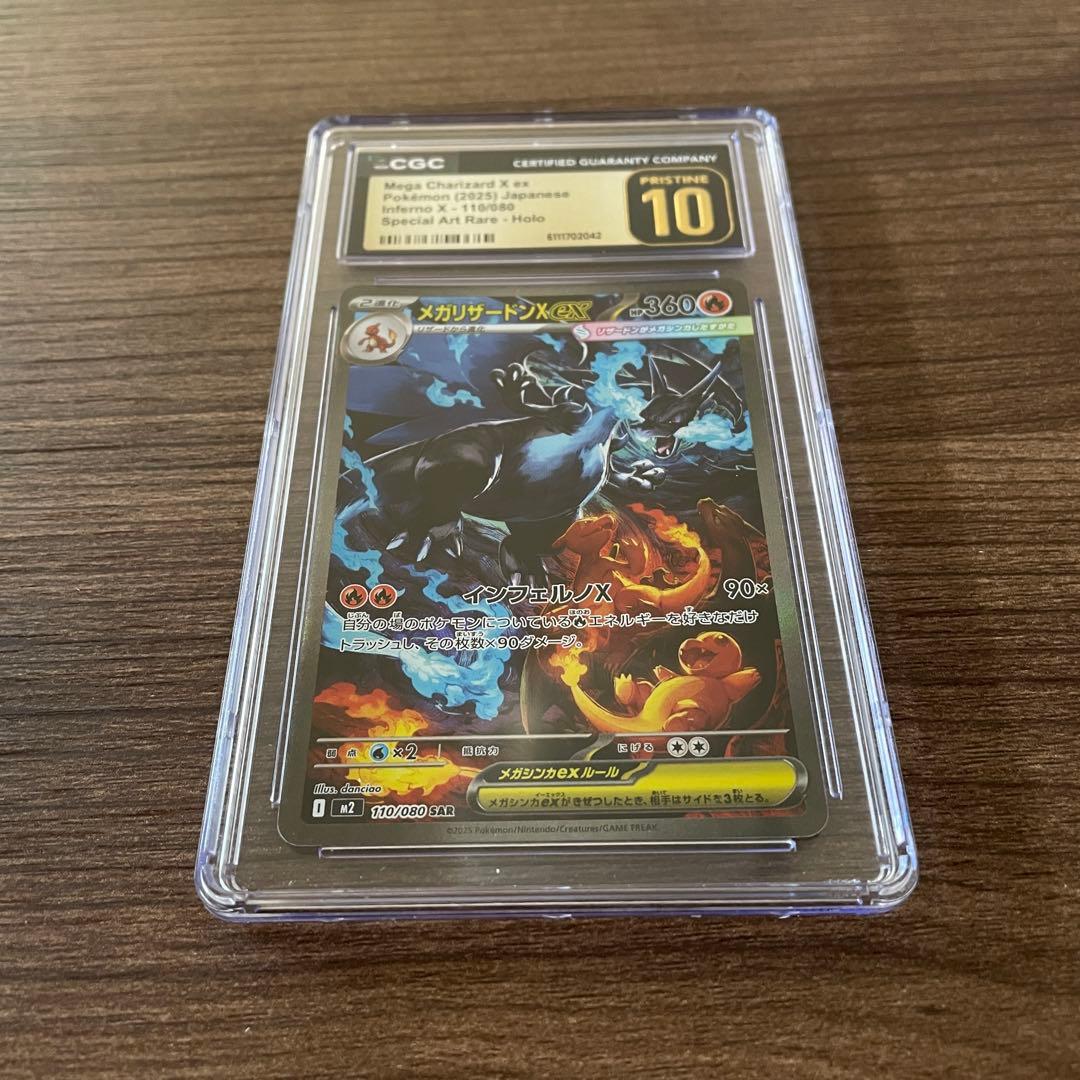 CGC
CERTIFIED GUARANTY COMPANY
Mega Charizard X ex
Pokémon (2025) Japanese
Inferno X - 110/080
Special Art Rare - Holo
PRISTINE
10
6111702042
2進化
メガリザードンXex
HP360
リザードから進化
リザードンがメガシンカしたすがた
インフェルノX
90×
自分の場のポケモンについているエネルギーを好きなだけ
トラッシュし、その枚数×90ダメージ。
弱点 ×2 抵抗力 にげる
メガシンカexルール
メガシンカexがきぜつしたとき、相手はサイドを3枚とる。
Illus. danciao
I M2 110/080 SAR
©2025 Pokémon/Nintendo/Creatures/GAME FREAK